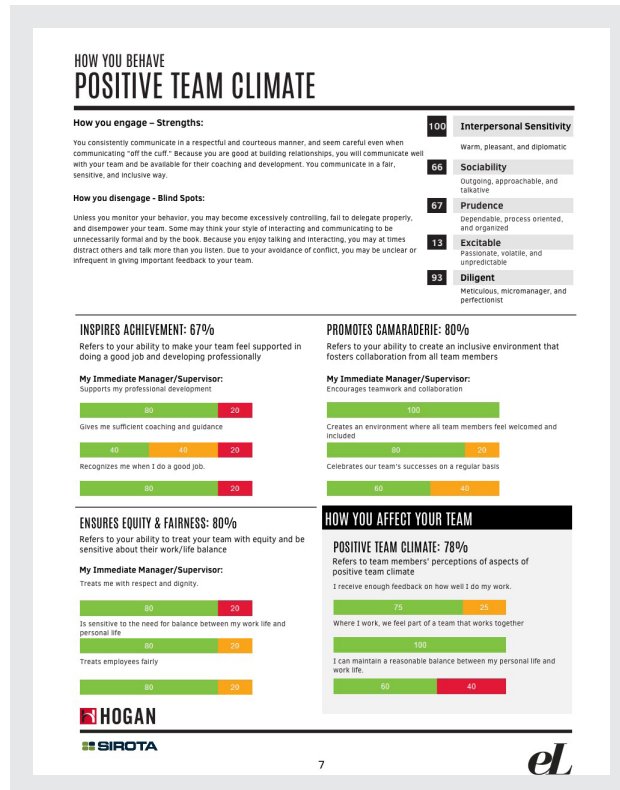 HOW YOU BEHAVE
POSITIVE TEAM CLIMATE
How you engage – Strengths:
You consistently communicate in a respectful and courteous manner, and seem careful even when
communicating "off the cuff." Because you are good at building relationships, you will communicate well
with your team and be available for their coaching and development. You communicate in a fair,
sensitive, and inclusive way.
How you disengage - Blind Spots:
Unless you monitor your behavior, you may become excessively controlling, fail to delegate properly,
and disempower your team. Some may think your style of interacting and communicating to be
unnecessarily formal and by the book. Because you enjoy talking and interacting, you may at times
distract others and talk more than you listen. Due to your avoidance of conflict, you may be unclear or
infrequent in giving important feedback to your team.
100 Interpersonal Sensitivity
Warm, pleasant, and diplomatic
66 Sociability
Outgoing, approachable, and
talkative
67 Prudence
Dependable, process oriented,
and organized
13 Excitable
Passionate, volatile, and
unpredictable
93 Diligent
Meticulous, micromanager, and
perfectionist
INSPIRES ACHIEVEMENT: 67%
Refers to your ability to make your team feel supported in
doing a good job and developing professionally
My Immediate Manager/Supervisor:
Supports my professional development
80 20
Gives me sufficient coaching and guidance
40 40 20
Recognizes me when I do a good job.
80 20
PROMOTES CAMARADERIE: 80%
Refers to your ability to create an inclusive environment that
fosters collaboration from all team members
My Immediate Manager/Supervisor:
Encourages teamwork and collaboration
100
Creates an environment where all team members feel welcomed and
included
80 20
Celebrates our team's successes on a regular basis
60 40
ENSURES EQUITY & FAIRNESS: 80%
Refers to your ability to treat your team with equity and be
sensitive about their work/life balance
My Immediate Manager/Supervisor:
Treats me with respect and dignity.
80 20
Is sensitive to the need for balance between my work life and
personal life
80 20
Treats employees fairly
80 20
HOW YOU AFFECT YOUR TEAM
POSITIVE TEAM CLIMATE: 78%
Refers to team members' perceptions of aspects of
positive team climate
I receive enough feedback on how well I do my work.
75 25
Where I work, we feel part of a team that works together
100
I can maintain a reasonable balance between my personal life and
work life.
60 40
HOGAN
SIROTA
7
eL